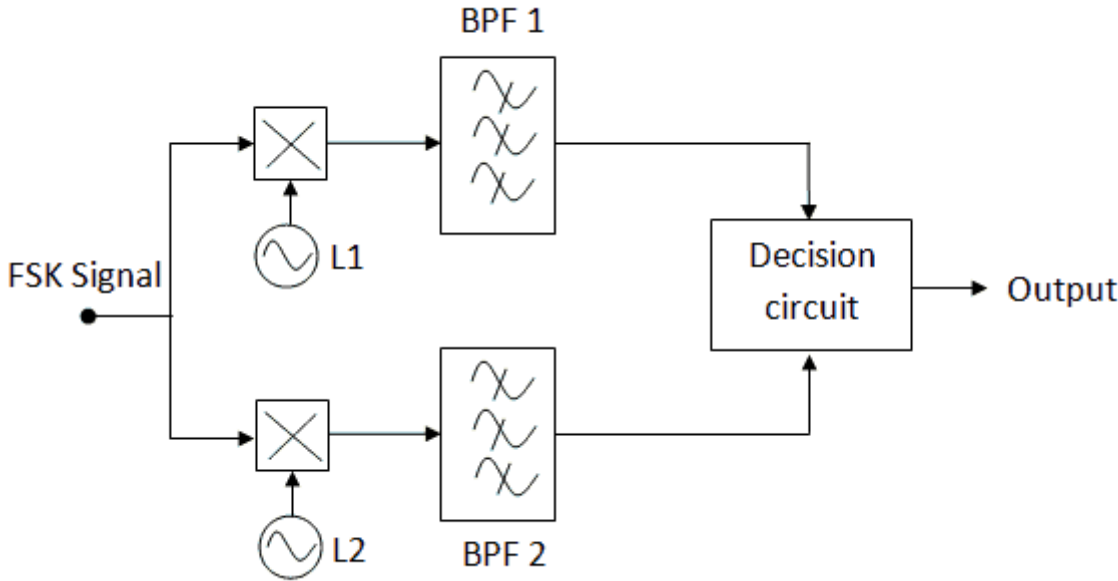 BPF 1
L1
FSK Signal
Decision
circuit
Output
L2
BPF 2